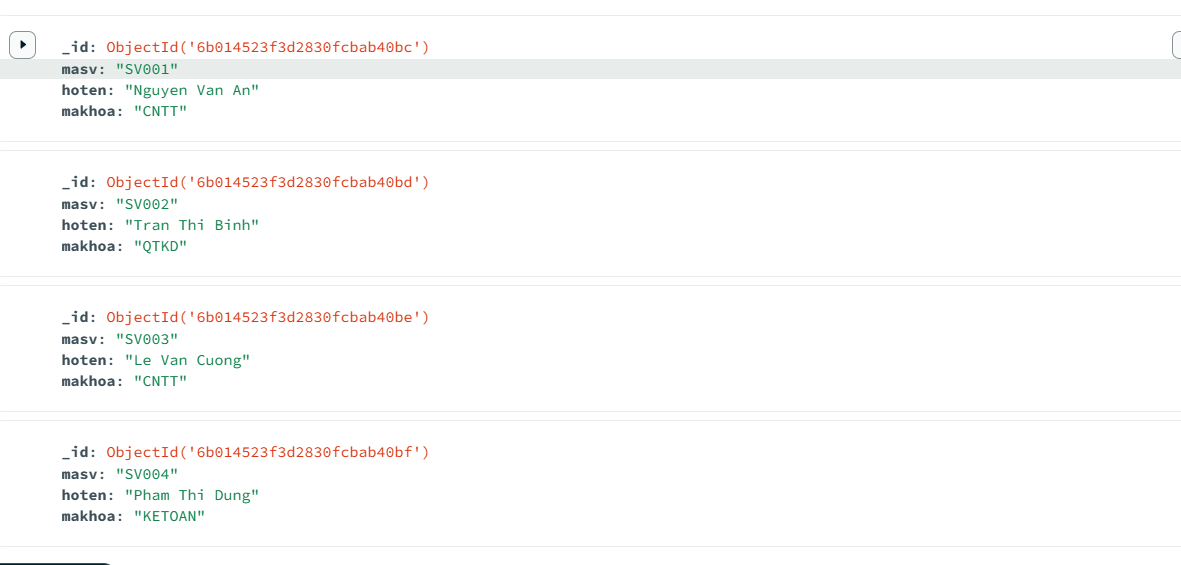 _id: ObjectId('6b014523f3d2830fcbab40bc')
masv: "SV001"
hoten: "Nguyen Van An"
makhoa: "CNTT"
_id: ObjectId('6b014523f3d2830fcbab40bd')
masv: "SV002"
hoten: "Tran Thi Binh"
makhoa: "QTKD"
_id: ObjectId('6b014523f3d2830fcbab40be')
masv: "SV003"
hoten: "Le Van Cuong"
makhoa: "CNTT"
_id: ObjectId('6b014523f3d2830fcbab40bf')
masv: "SV004"
hoten: "Pham Thi Dung"
makhoa: "KETOAN"